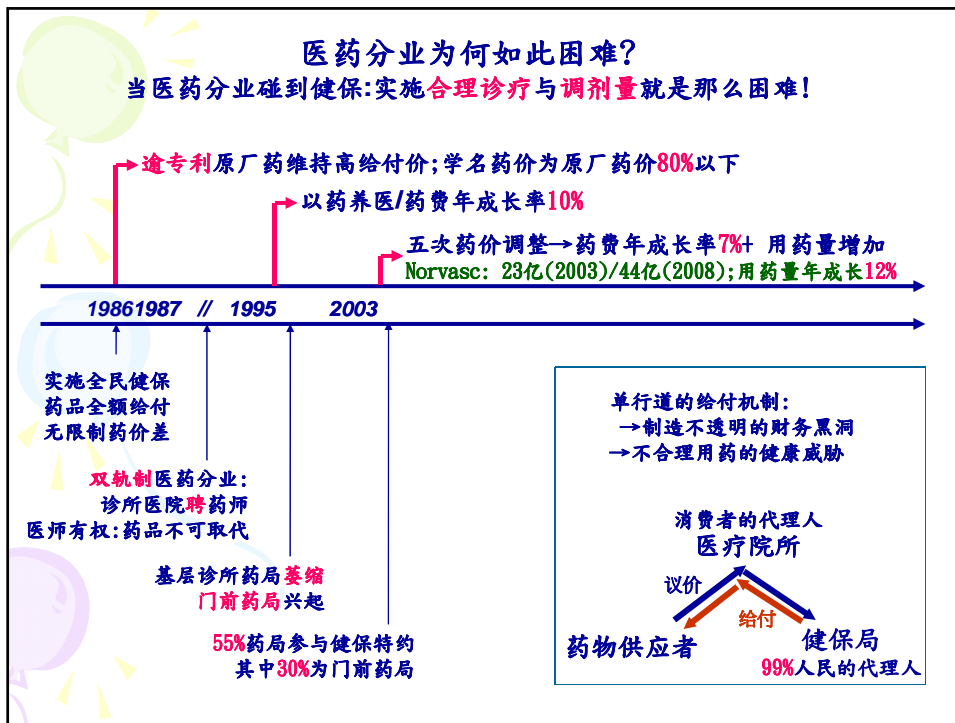 医药分业为何如此困难?
当医药分业碰到健保:实施合理诊疗与调剂量就是那么困难!
逾专利原厂药维持高给付价;学名药价为原厂药价80%以下
以药养医/药费年成长率10%
五次药价调整→药费年成长率7%+ 用药量增加
Norvasc: 23亿(2003)/44亿(2008);用药量年成长12%
19861987 // 1995 2003
实施全民健保
药品全额给付
无限制药价差
双轨制医药分业:
诊所医院聘药师
医师有权:药品不可取代
基层诊所药局萎缩
门前药局兴起
55%药局参与健保特约
其中30%为门前药局
单行道的给付机制:
→制造不透明的财务黑洞
→不合理用药的健康威胁
消费者的代理人
医疗院所
议价
给付
药物供应者
健保局
99%人民的代理人